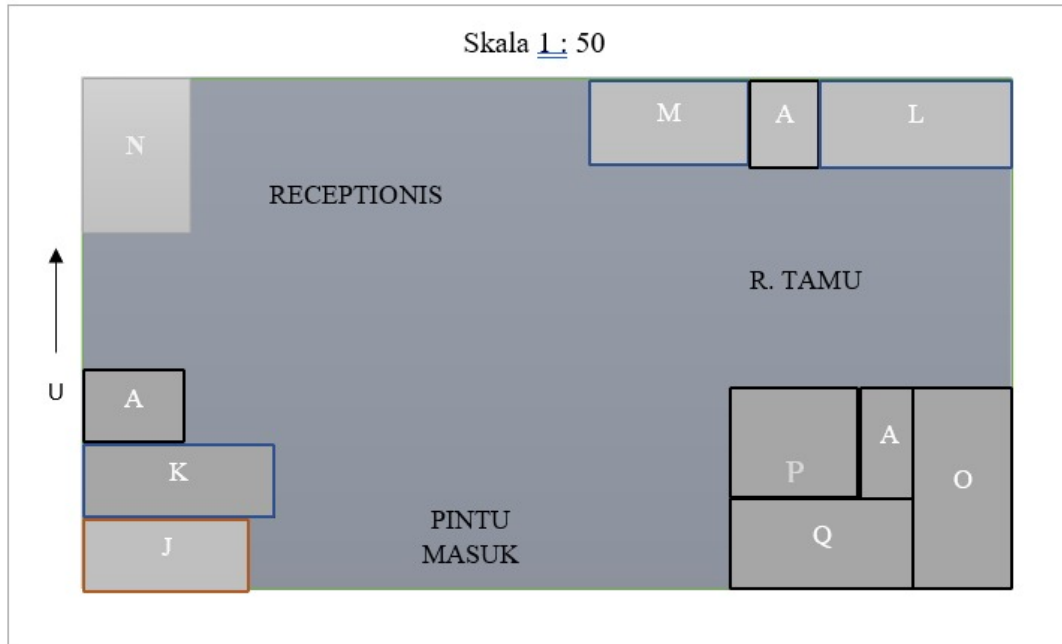 Skala 1 : 50
M
A
L
N
RECEPTIONIS
R. TAMU
U
A
K
J
PINTU
MASUK
P
A
O
Q